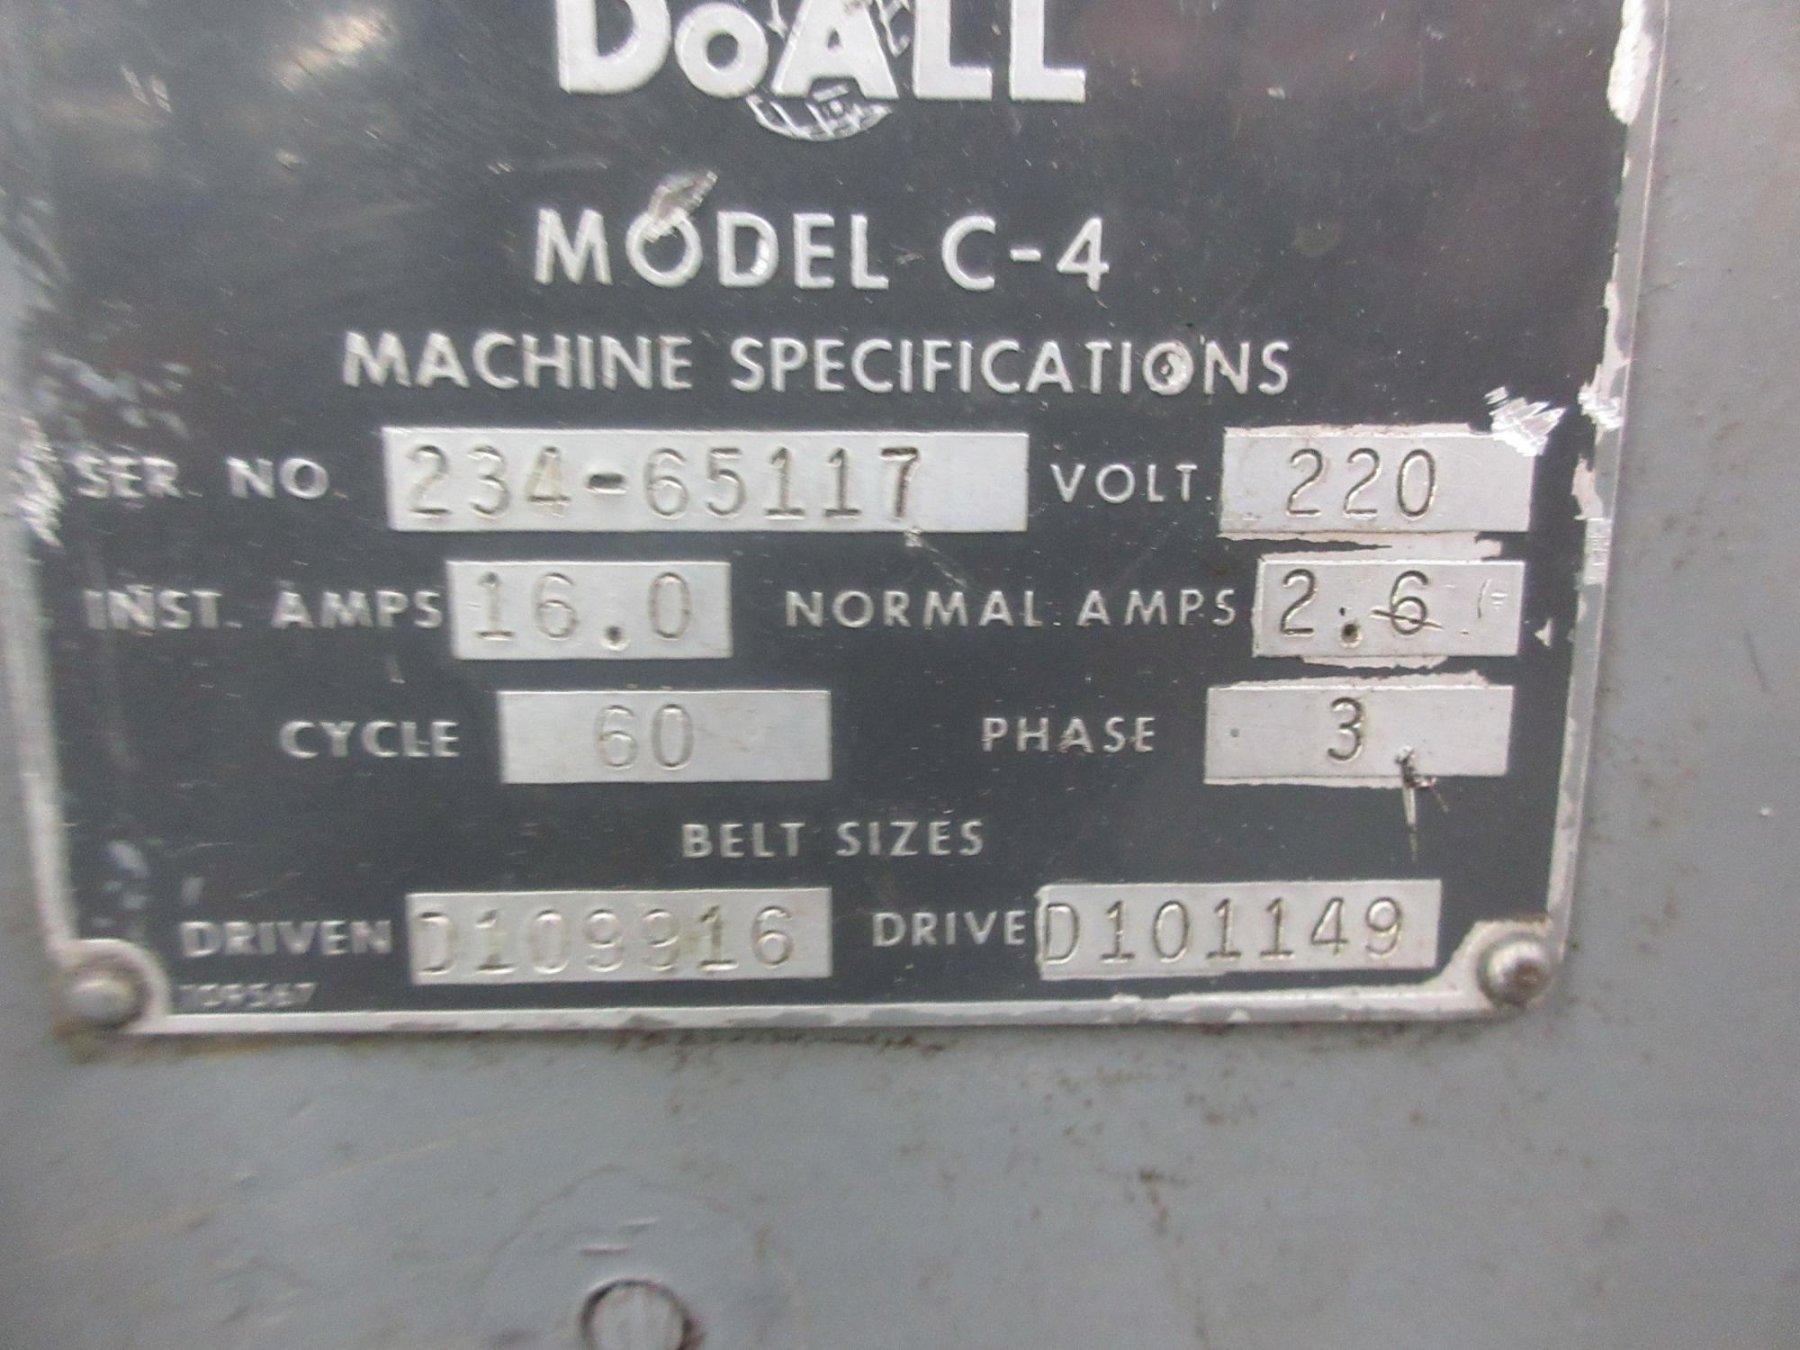 DoALL
MODEL C-4
MACHINE SPECIFICATIONS
SER. NO. 234-65117 VOLT. 220
INST. AMPS 16.0 NORMAL. AMPS 2.6
CYCLE 60 PHASE 3
BELT SIZES
DRIVEN D109916 DRIVE D101149
109567